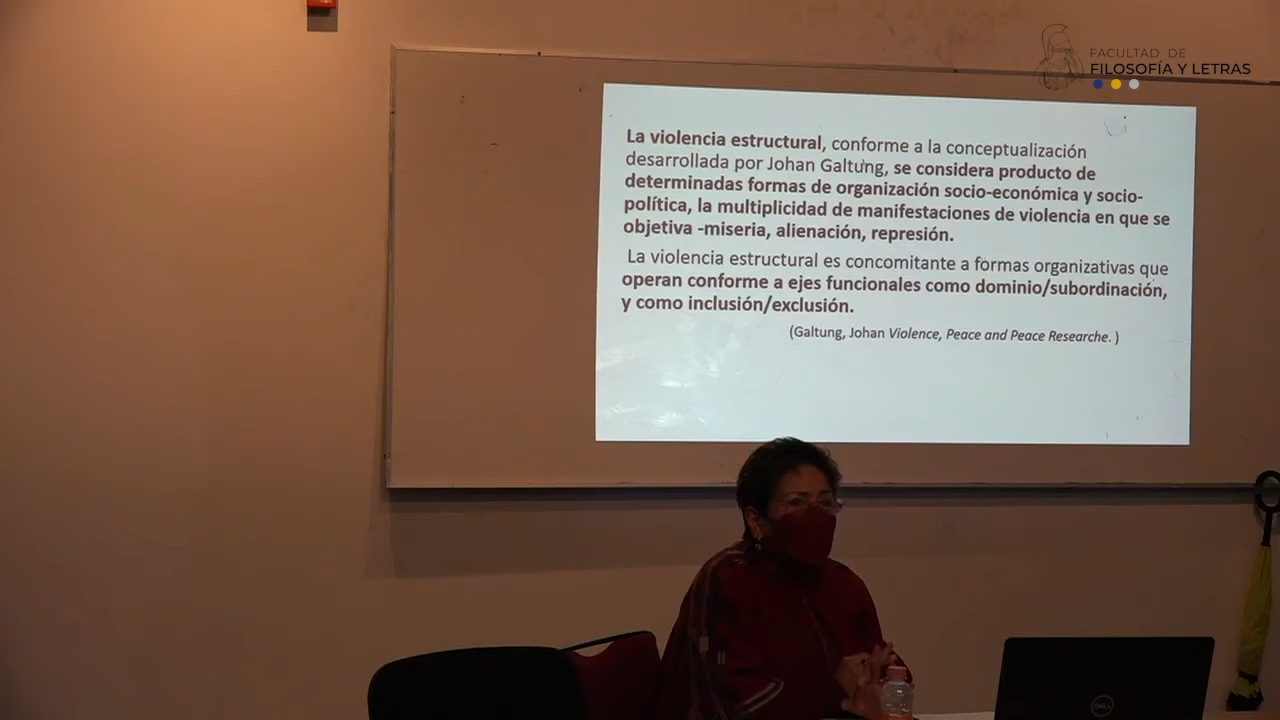 FACULTAD DE
FILOSOFÍA Y LETRAS
La violencia estructural, conforme a la conceptualización
desarrollada por Johan Galtung, se considera producto de
determinadas formas de organización socio-económica y socio-
política, la multiplicidad de manifestaciones de violencia en que se
objetiva -miseria, alienación, represión.
La violencia estructural es concomitante a formas organizativas que
operan conforme a ejes funcionales como dominio/subordinación,
y como inclusión/exclusión.
(Galtung, Johan Violence, Peace and Peace Researche. )
DELL